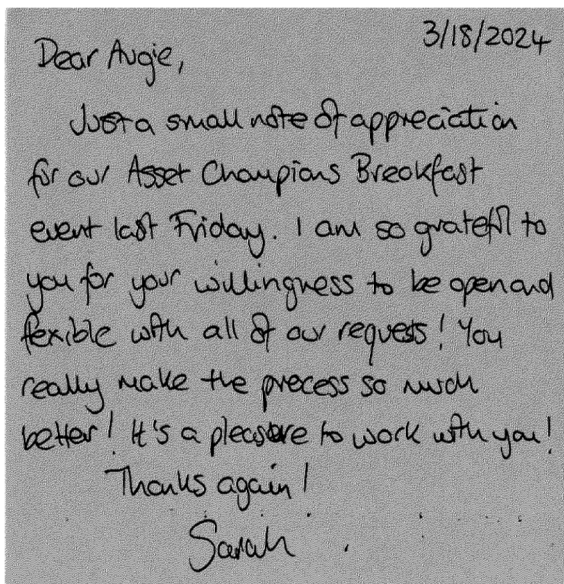 3/18/2024
Dear Augie,
Just a small note of appreciation
for our Asset Champions Breakfast
event last Friday. I am so grateful to
you for your willingness to be open and
flexible with all of our requests! You
really make the process so much
better! It's a pleasure to work with you!
Thanks again!
Sarah